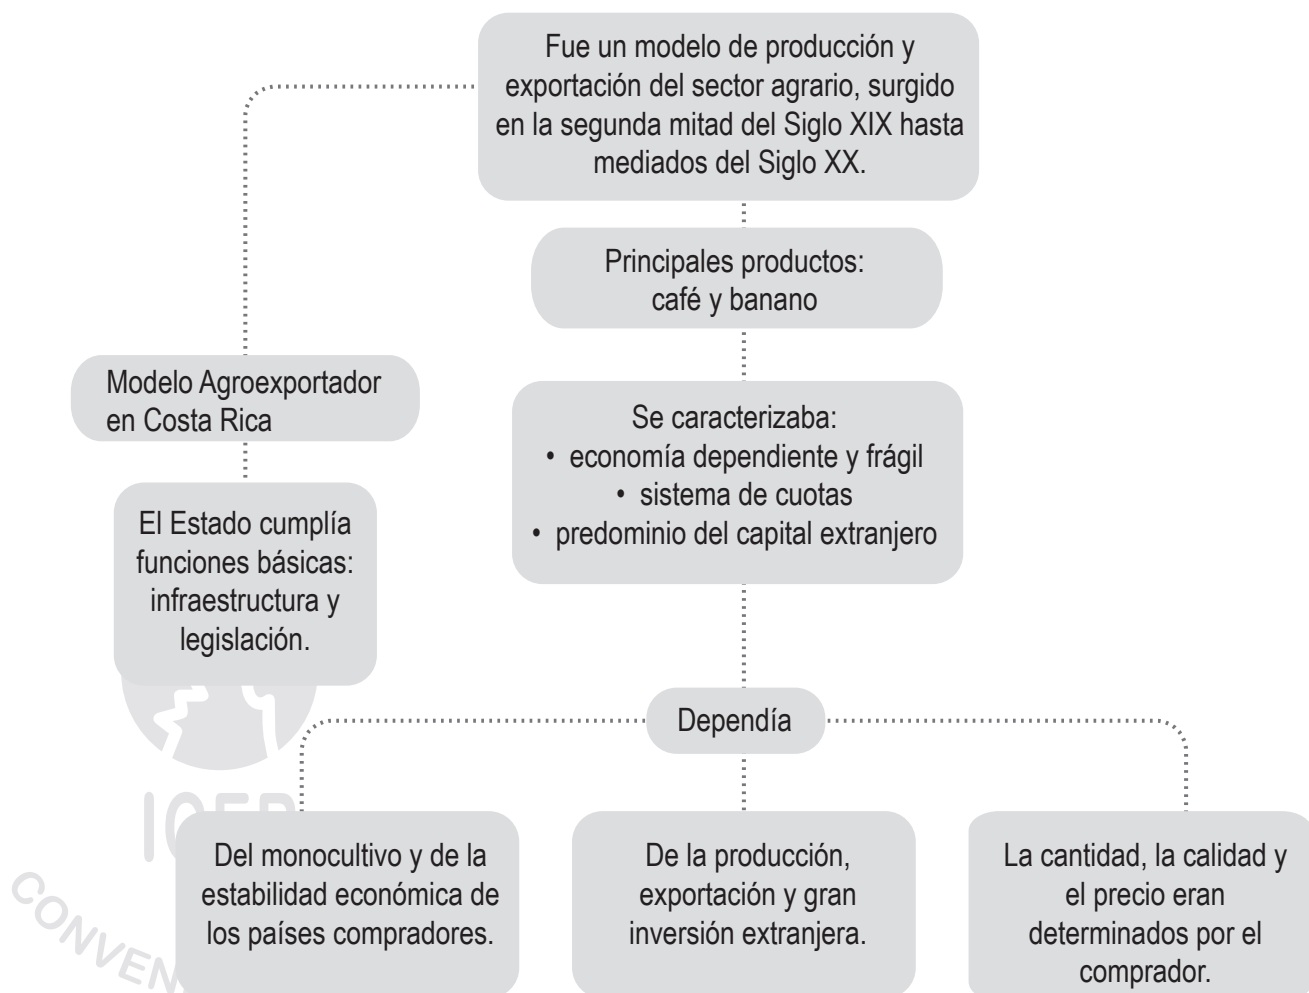 Fue un modelo de producción y
exportación del sector agrario, surgido
en la segunda mitad del Siglo XIX hasta
mediados del Siglo XX.
Principales productos:
café y banano
Modelo Agroexportador
en Costa Rica
Se caracterizaba:
• economía dependiente y frágil
• sistema de cuotas
• predominio del capital extranjero
El Estado cumplía
funciones básicas:
infraestructura y
legislación.
Dependía
Del monocultivo y de la
estabilidad económica de
los países compradores.
De la producción,
exportación y gran
inversión extranjera.
La cantidad, la calidad y
el precio eran
determinados por el
comprador.